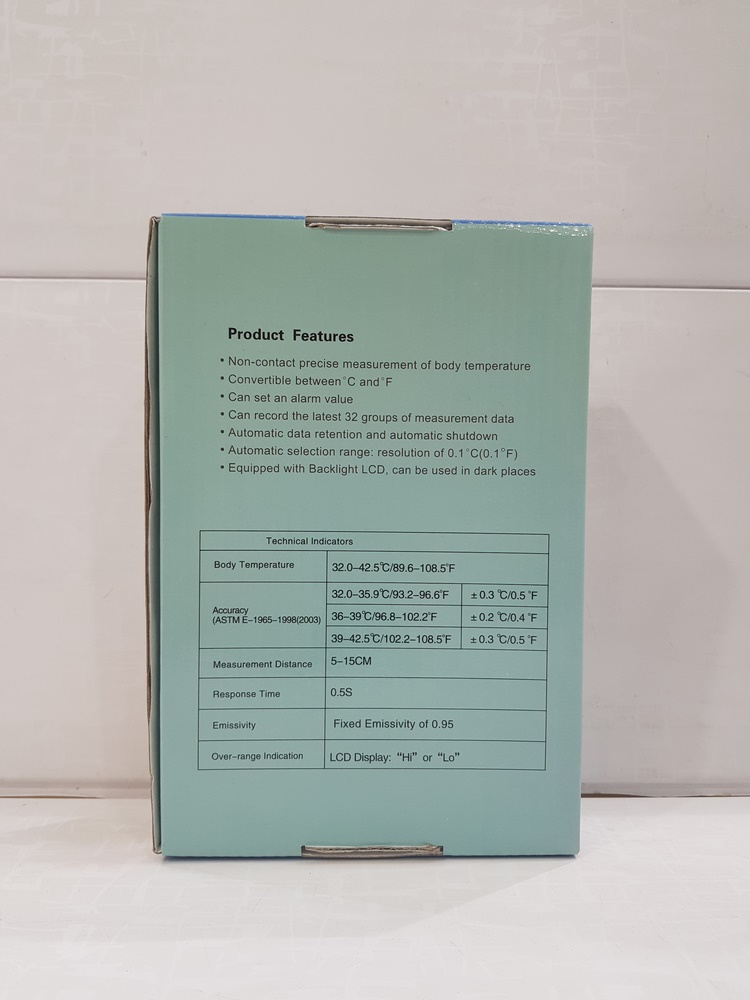 Product Features
• Non-contact precise measurement of body temperature
• Convertible between °C and °F
• Can set an alarm value
• Can record the latest 32 groups of measurement data
• Automatic data retention and automatic shutdown
• Automatic selection range: resolution of 0.1°C(0.1°F)
• Equipped with Backlight LCD, can be used in dark places
Technical Indicators
Body Temperature 32.0–42.5℃/89.6–108.5℉
32.0–35.9℃/93.2–96.6℉ ±0.3 ℃/0.5 ℉
Accuracy
(ASTM E–1965–1998(2003) 36–39℃/96.8–102.2℉ ±0.2 ℃/0.4 ℉
39–42.5℃/102.2–108.5℉ ±0.3 ℃/0.5 ℉
Measurement Distance 5–15CM
Response Time 0.5S
Emissivity Fixed Emissivity of 0.95
Over–range Indication LCD Display: “Hi” or “Lo”